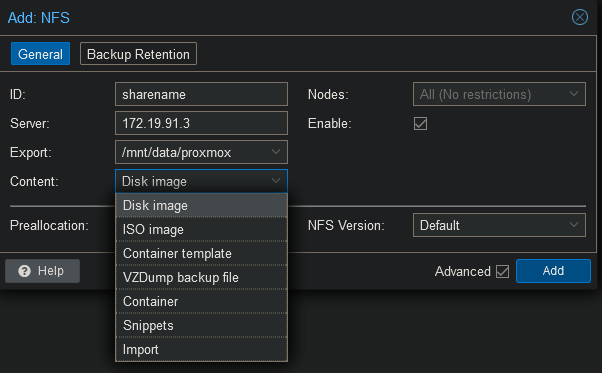 Add: NFS
General
Backup Retention
ID:
sharename
Nodes:
All (No restrictions)
Server:
172.19.91.3
Enable:
Export:
/mnt/data/proxmox
Content:
Disk image
Disk image
ISO image
Container template
VZDump backup file
Container
Snippets
Import
Preallocation:
NFS Version:
Default
Help
Advanced
Add